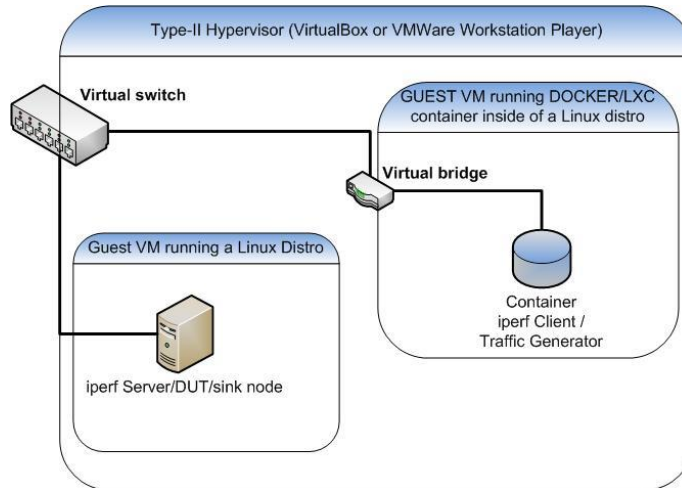 Type-II Hypervisor (VirtualBox or VMWare Workstation Player)
Virtual switch
GUEST VM running DOCKER/LXC
container inside of a Linux distro
Virtual bridge
Guest VM running a Linux Distro
Container
iperf Client /
Traffic Generator
iperf Server/DUT/sink node